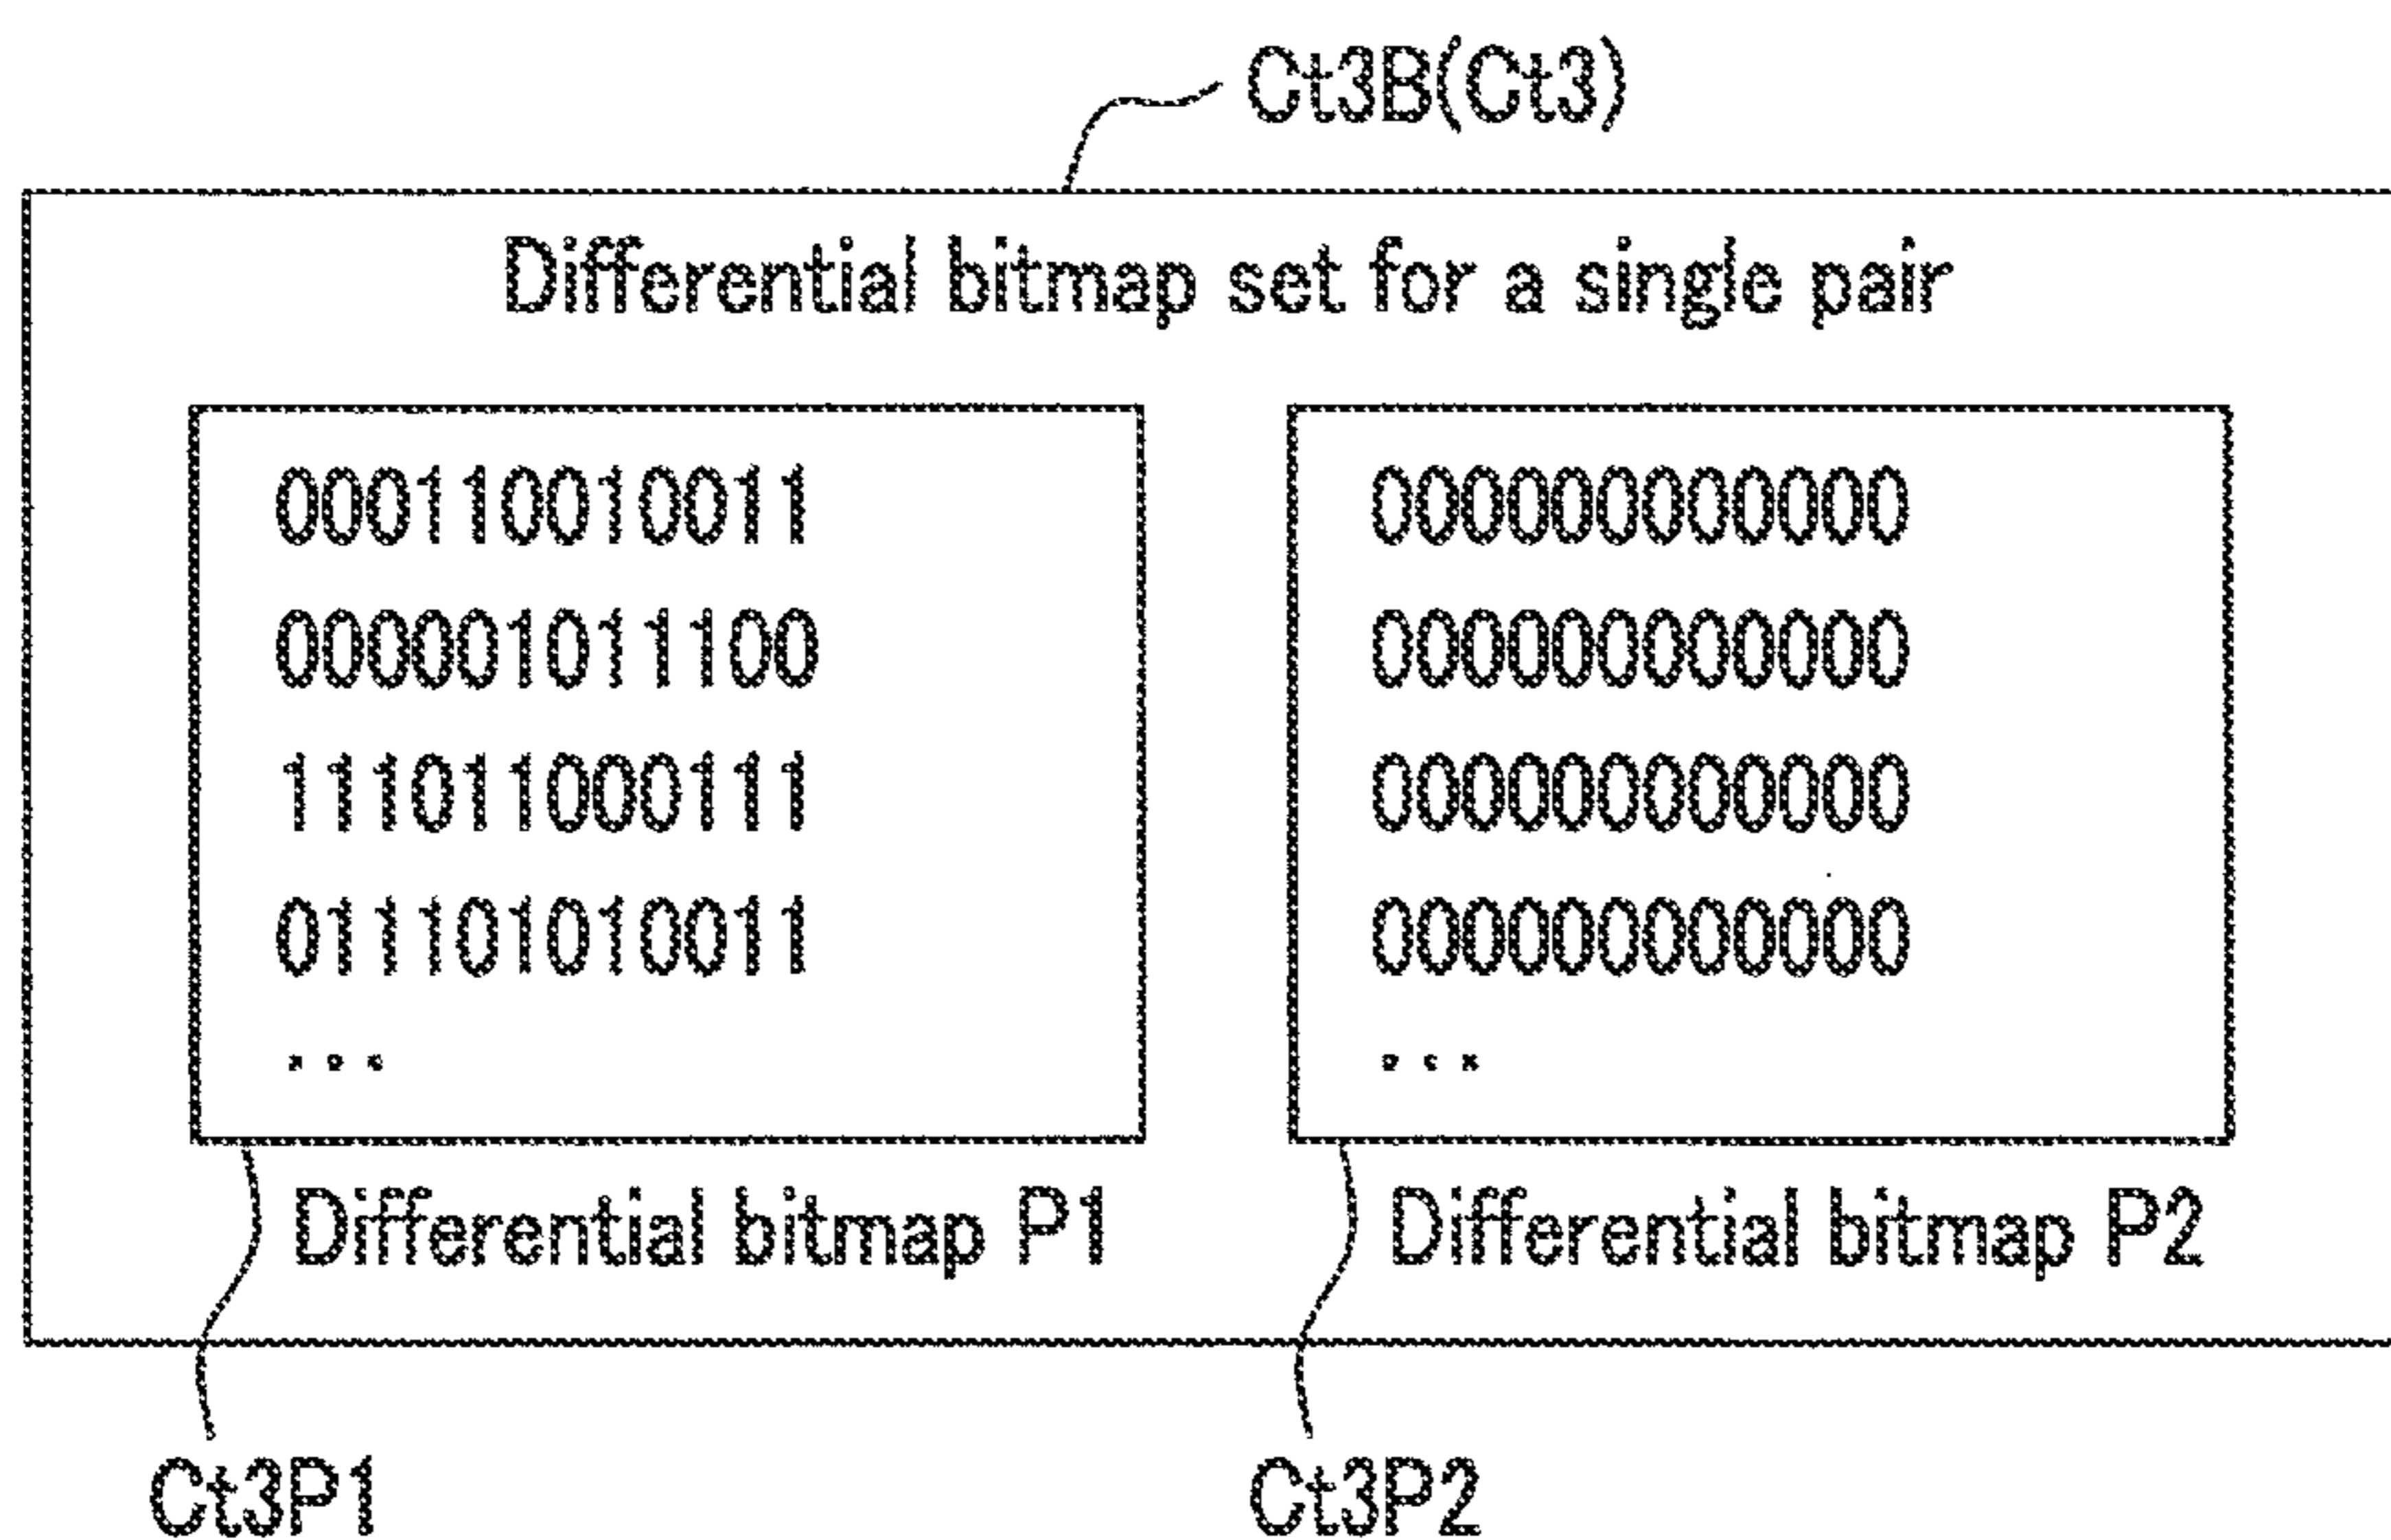 Ct3B(Ct3)
Differential bitmap set for a single pair
000110010011
000001011100
111011000111
011101010011
...
Differential bitmap P1
000000000000
000000000000
000000000000
000000000000
...
Differential bitmap P2
Ct3P1
Ct3P2